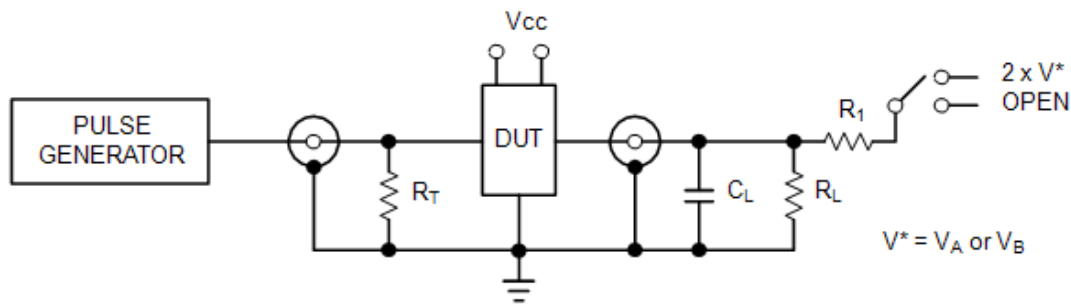 Vcc
2 x V*
OPEN
R1
PULSE
GENERATOR
DUT
RT
CL
RL
V* = VA or VB